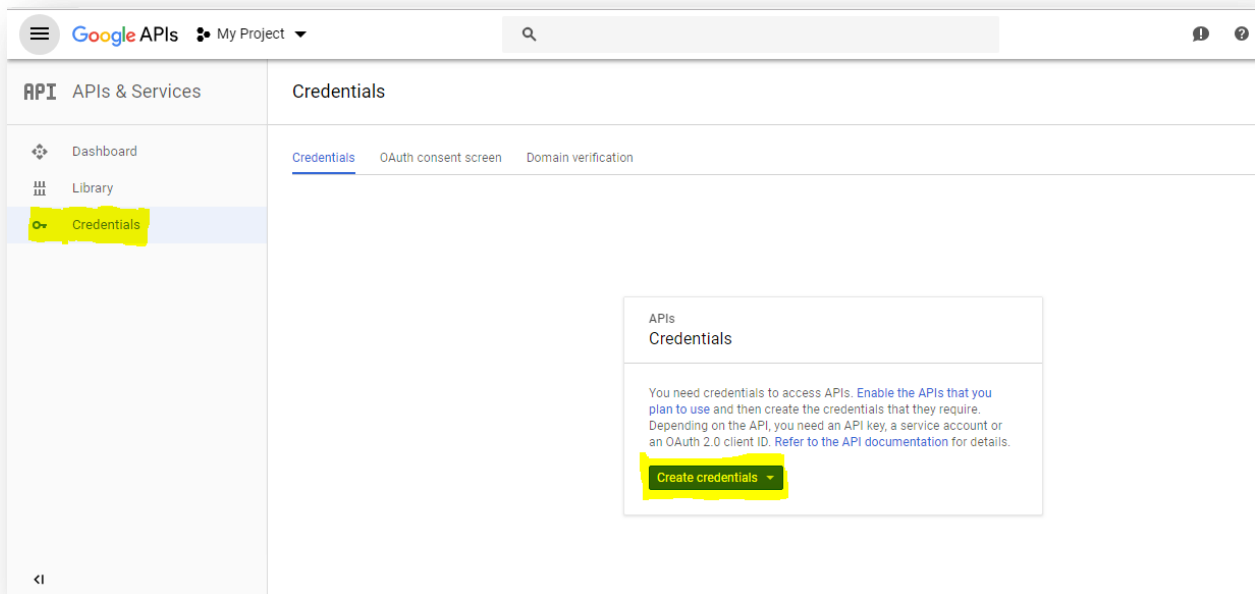 Google APIs My Project
API APIs & Services
Credentials
Dashboard
Library
Credentials
Credentials OAuth consent screen Domain verification
APIs
Credentials
You need credentials to access APIs. Enable the APIs that you
plan to use and then create the credentials that they require.
Depending on the API, you need an API key, a service account or
an OAuth 2.0 client ID. Refer to the API documentation for details.
Create credentials